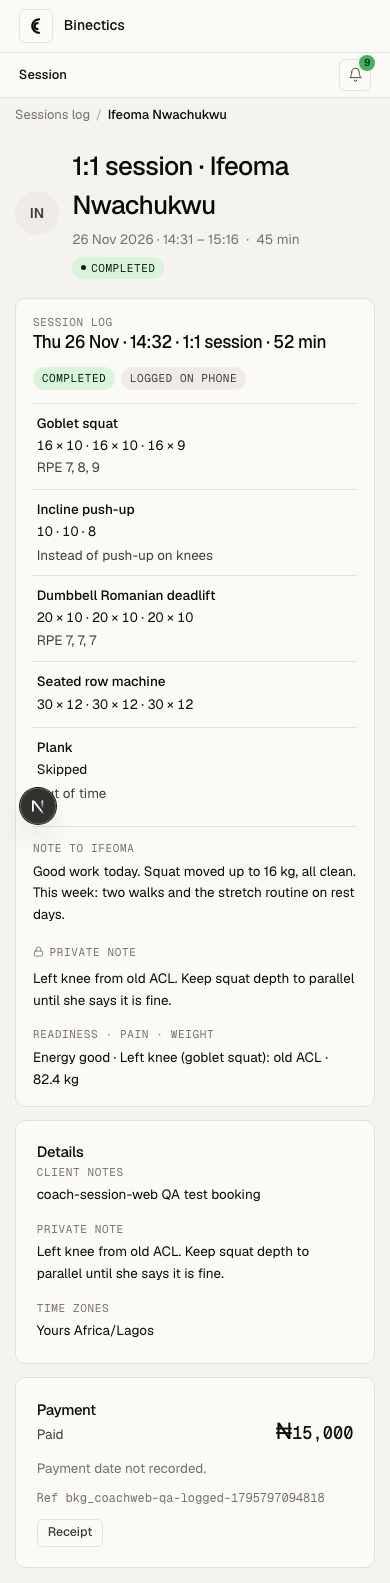 Binectics
Session
9
Sessions log / Ifeoma Nwachukwu
IN
1:1 session · Ifeoma
Nwachukwu
26 Nov 2026 · 14:31 – 15:16 · 45 min
COMPLETED
SESSION LOG
Thu 26 Nov · 14:32 · 1:1 session · 52 min
COMPLETED LOGGED ON PHONE
Goblet squat
16 × 10 · 16 × 10 · 16 × 9
RPE 7, 8, 9
Incline push-up
10 · 10 · 8
Instead of push-up on knees
Dumbbell Romanian deadlift
20 × 10 · 20 × 10 · 20 × 10
RPE 7, 7, 7
Seated row machine
30 × 12 · 30 × 12 · 30 × 12
Plank
Skipped
of time
N
NOTE TO IFEOMA
Good work today. Squat moved up to 16 kg, all clean.
This week: two walks and the stretch routine on rest
days.
PRIVATE NOTE
Left knee from old ACL. Keep squat depth to parallel
until she says it is fine.
READINESS · PAIN · WEIGHT
Energy good · Left knee (goblet squat): old ACL ·
82.4 kg
Details
CLIENT NOTES
coach-session-web QA test booking
PRIVATE NOTE
Left knee from old ACL. Keep squat depth to
parallel until she says it is fine.
TIME ZONES
Yours Africa/Lagos
Payment
Paid
₦15,000
Payment date not recorded.
Ref bkg_coachweb-qa-logged-1795797094818
Receipt